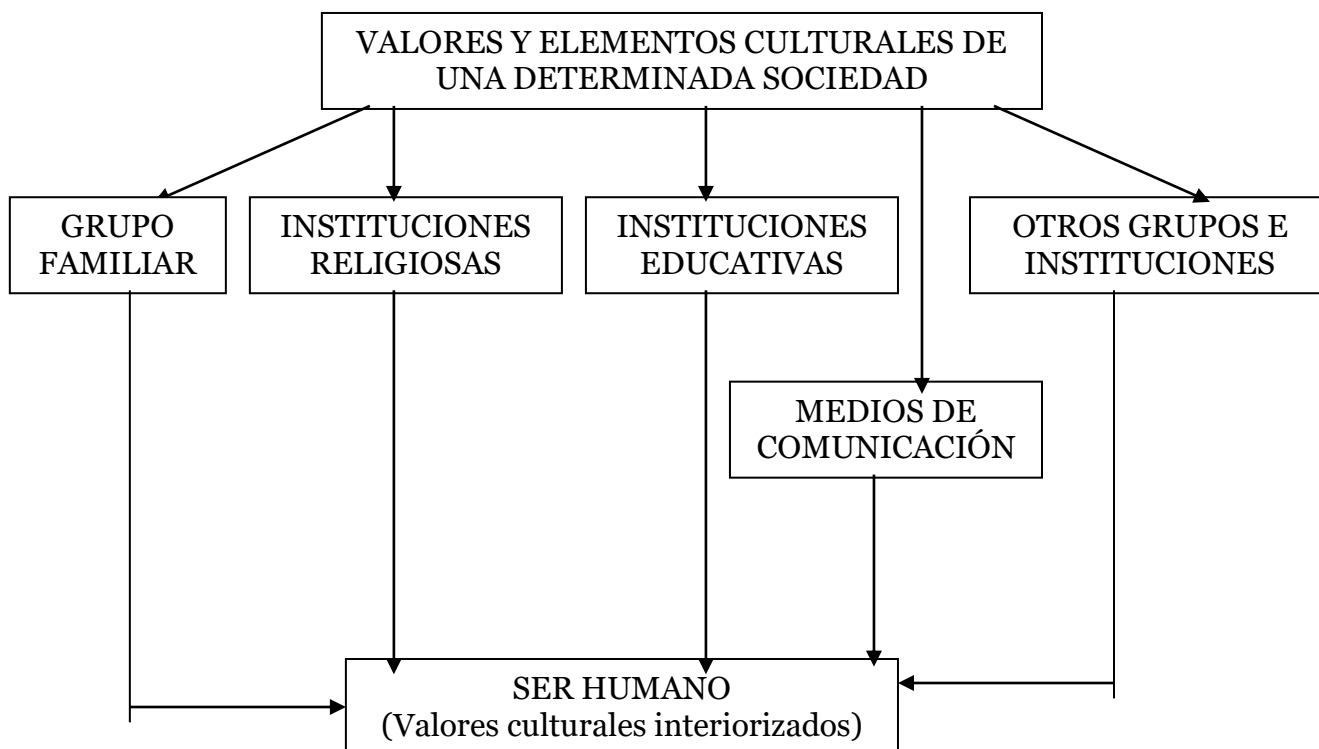 VALORES Y ELEMENTOS CULTURALES DE
UNA DETERMINADA SOCIEDAD
GRUPO
FAMILIAR
INSTITUCIONES
RELIGIOSAS
INSTITUCIONES
EDUCATIVAS
OTROS GRUPOS E
INSTITUCIONES
MEDIOS DE
COMUNICACIÓN
SER HUMANO
(Valores culturales interiorizados)